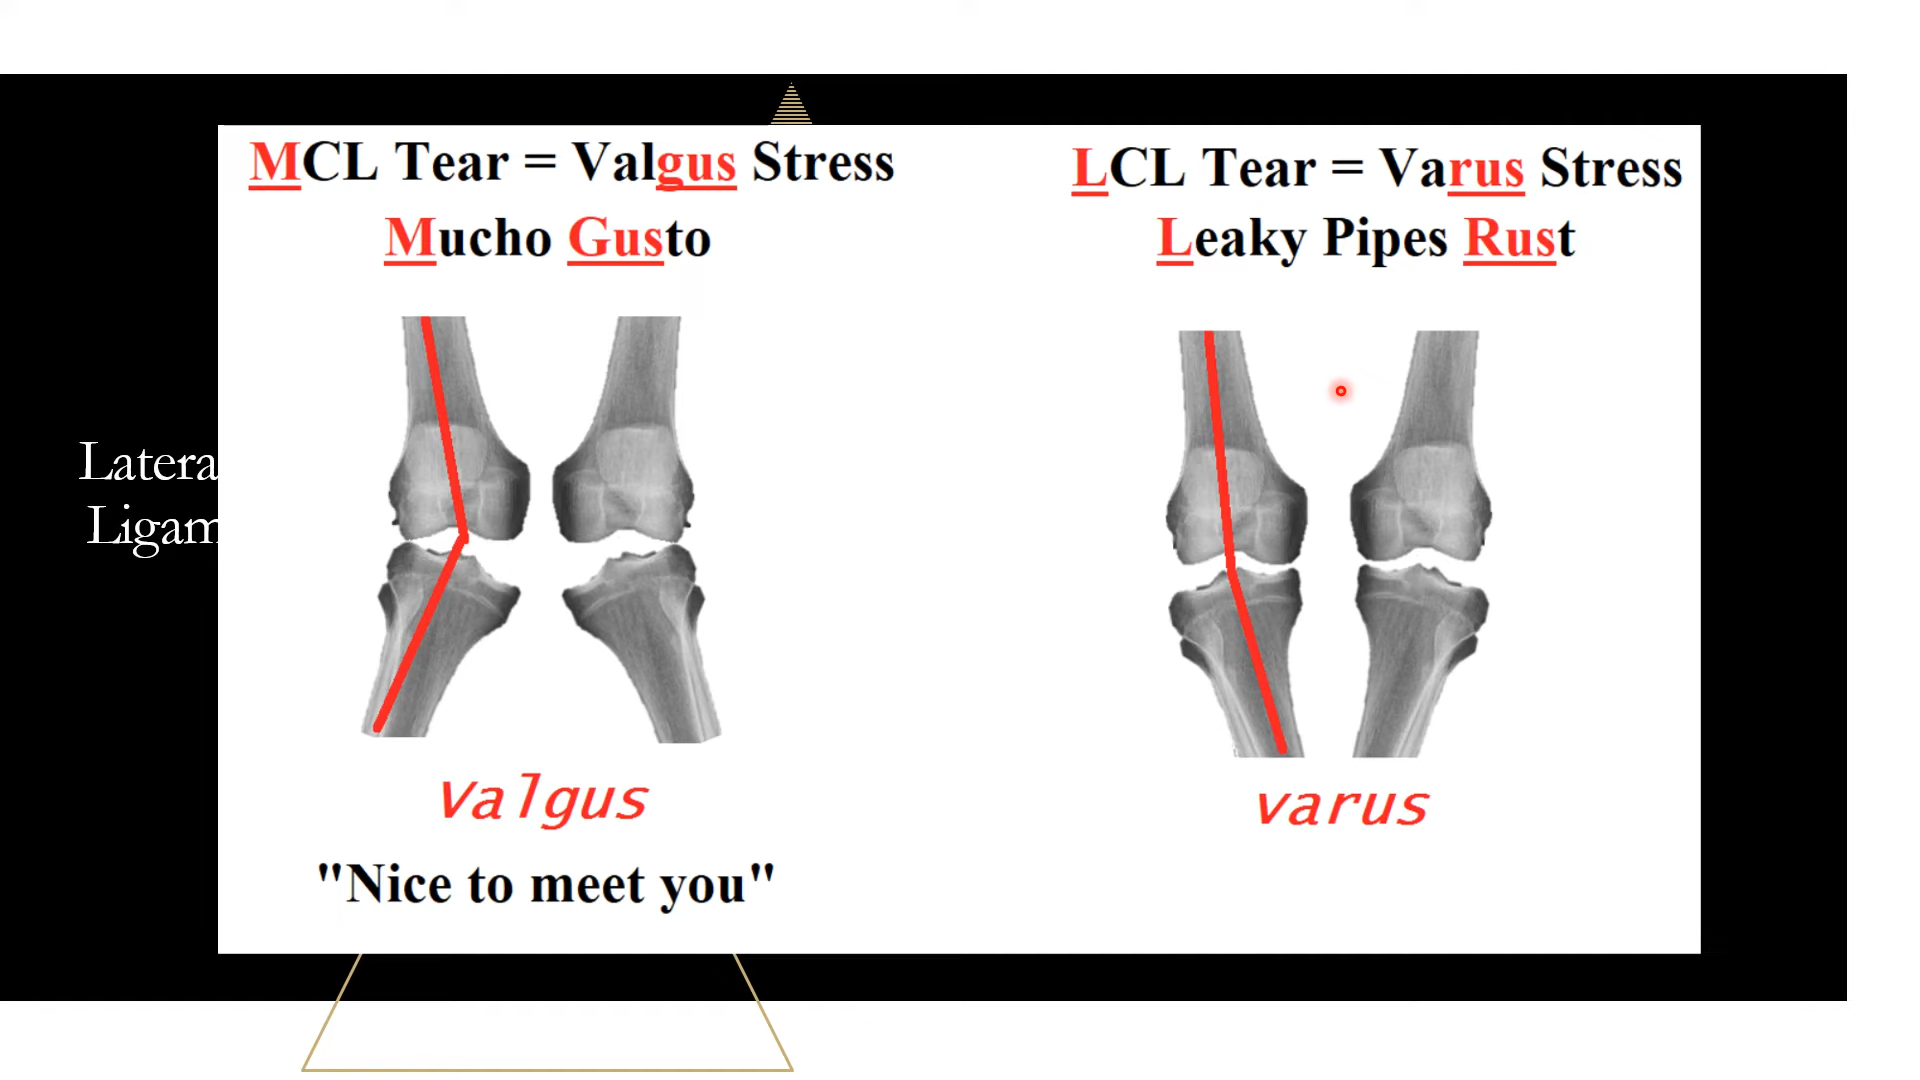 MCL Tear = Valgus Stress
Mucho Gusto
LCL Tear = Varus Stress
Leaky Pipes Rust
Latera
Ligam
valgus
"Nice to meet you"
varus